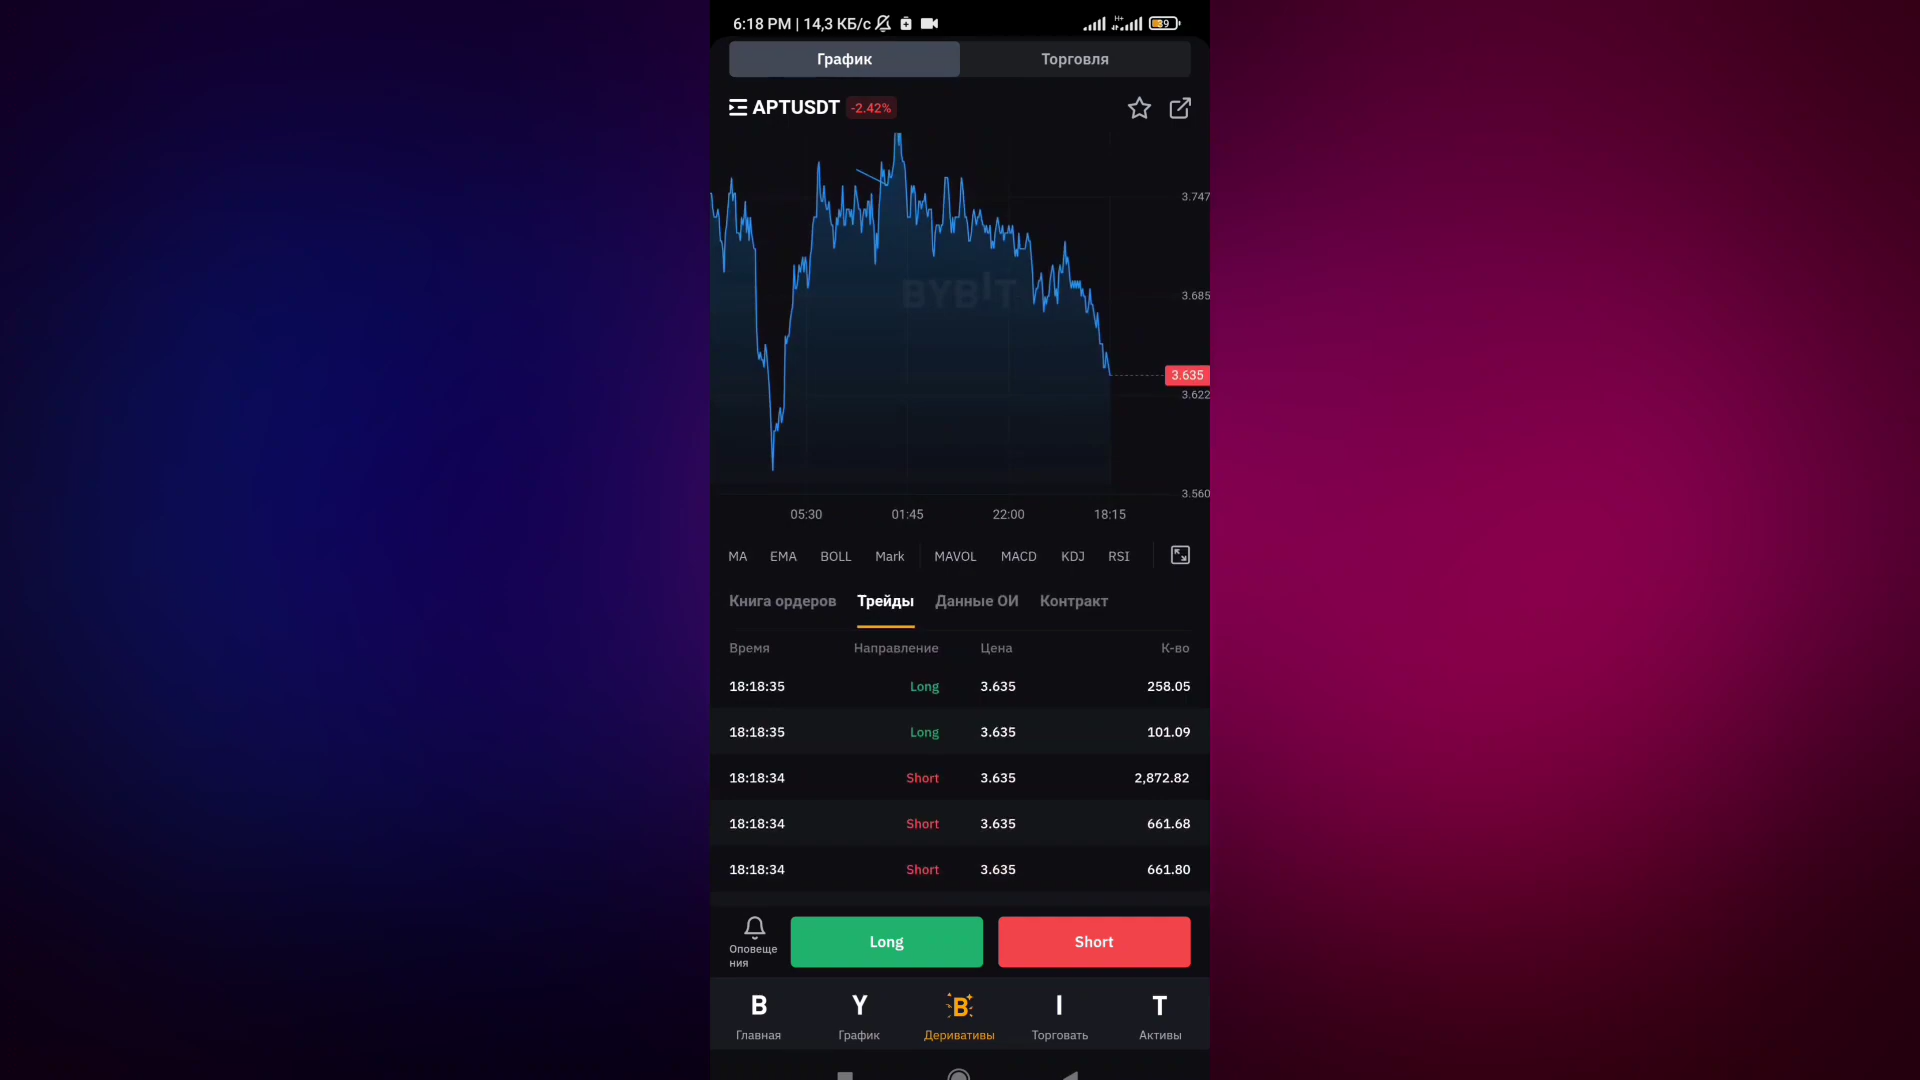 6:18 PM | 14,3 КБ/с H+ 39
График Торговля
APTUSDT -2.42%
3.747
BYBIT
3.685
3.635
3.622
3.560
05:30 01:45 22:00 18:15
MA EMA BOLL Mark MAVOL MACD KDJ RSI
Книга ордеров Трейды Данные ОИ Контракт
Время Направление Цена К-во
18:18:35 Long 3.635 258.05
18:18:35 Long 3.635 101.09
18:18:34 Short 3.635 2,872.82
18:18:34 Short 3.635 661.68
18:18:34 Short 3.635 661.80
Оповеще
ния
Long Short
B Y B I T
Главная График Деривативы Торговать Активы